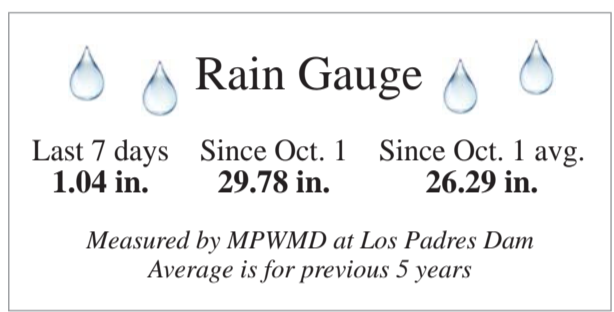 Rain Gauge
Last 7 days Since Oct. 1 Since Oct. 1 avg.
1.04 in. 29.78 in. 26.29 in.
Measured by MPWMD at Los Padres Dam
Average is for previous 5 years